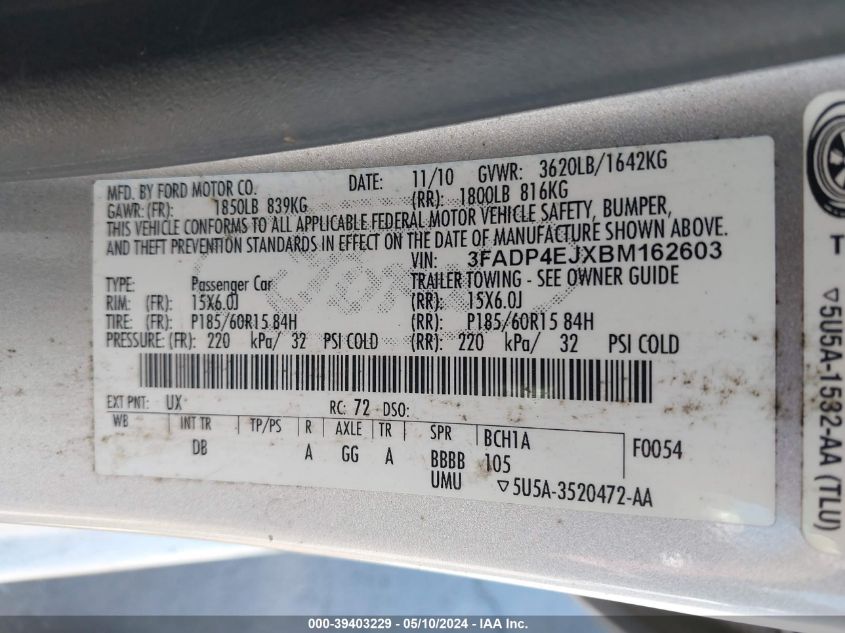 MFD. BY FORD MOTOR CO. DATE: 11/10 GVWR: 3620LB/1642KG
GAWR: (FR): 1850LB 839KG (RR): 1800LB 816KG
THIS VEHICLE CONFORMS TO ALL APPLICABLE FEDERAL MOTOR VEHICLE SAFETY, BUMPER,
AND THEFT PREVENTION STANDARDS IN EFFECT ON THE DATE OF MANUFACTURE SHOWN ABOVE.
VIN: 3FADP4EJXBM162603
TYPE: Passenger Car TRAILER TOWING - SEE OWNER GUIDE
RIM: (FR): 15X6.0J (RR): 15X6.0J
TIRE: (FR): P185/60R15 84H (RR): P185/60R15 84H
PRESSURE: (FR): 220 kPa/ 32 PSI COLD (RR): 220 kPa/ 32 PSI COLD
EXT PNT: UX RC: 72 DSO:
WB INT TR TP/PS R AXLE TR SPR BCH1A F0054
DB A GG A BBBB 105
UMU ▽5U5A-3520472-AA
T
▽5U5A-1532-AA (TLU)
000-39403229 - 05/10/2024 - IAA Inc.